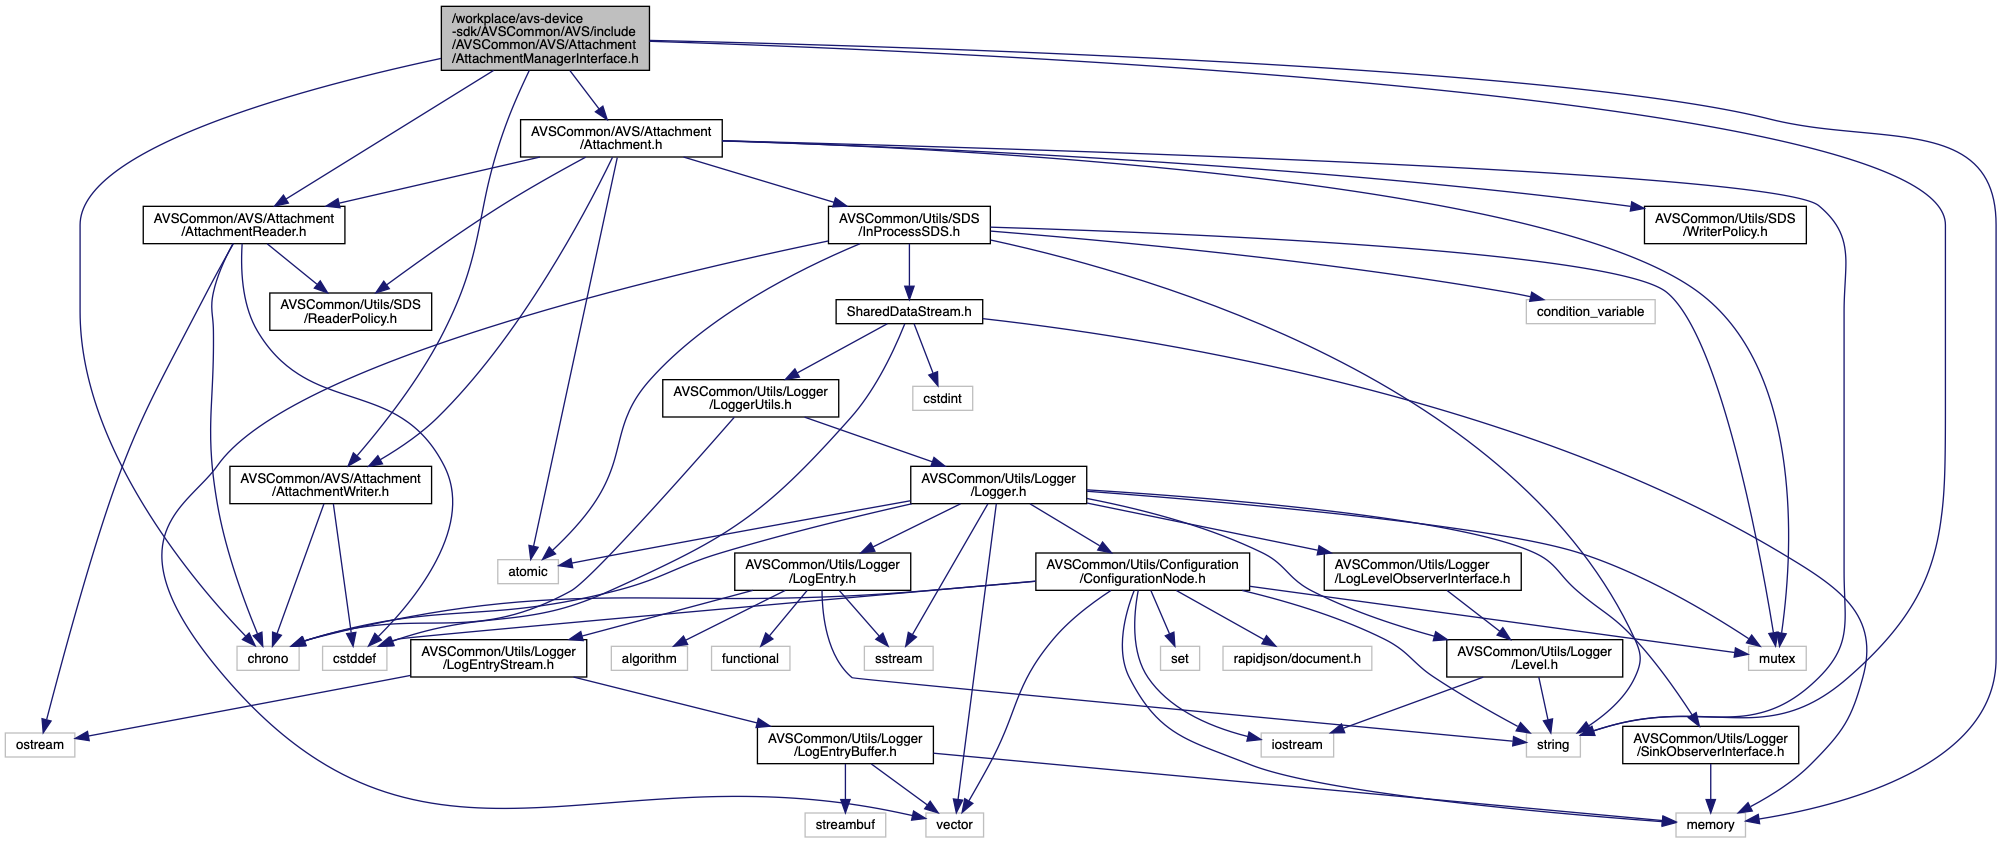 /workplace/avs-device
-sdk/AVSCommon/AVS/include
/AVSCommon/AVS/Attachment
/AttachmentManagerInterface.h
AVSCommon/AVS/Attachment
/Attachment.h
AVSCommon/AVS/Attachment
/AttachmentReader.h
AVSCommon/Utils/SDS
/InProcessSDS.h
AVSCommon/Utils/SDS
/WriterPolicy.h
AVSCommon/Utils/SDS
/ReaderPolicy.h
SharedDataStream.h
condition_variable
AVSCommon/Utils/Logger
/LoggerUtils.h
cstdint
AVSCommon/AVS/Attachment
/AttachmentWriter.h
AVSCommon/Utils/Logger
/Logger.h
atomic
AVSCommon/Utils/Logger
/LogEntry.h
AVSCommon/Utils/Configuration
/ConfigurationNode.h
AVSCommon/Utils/Logger
/LogLevelObserverInterface.h
chrono
cstddef
AVSCommon/Utils/Logger
/LogEntryStream.h
algorithm
functional
sstream
set
rapidjson/document.h
AVSCommon/Utils/Logger
/Level.h
mutex
ostream
AVSCommon/Utils/Logger
/LogEntryBuffer.h
iostream
string
AVSCommon/Utils/Logger
/SinkObserverInterface.h
streambuf
vector
memory